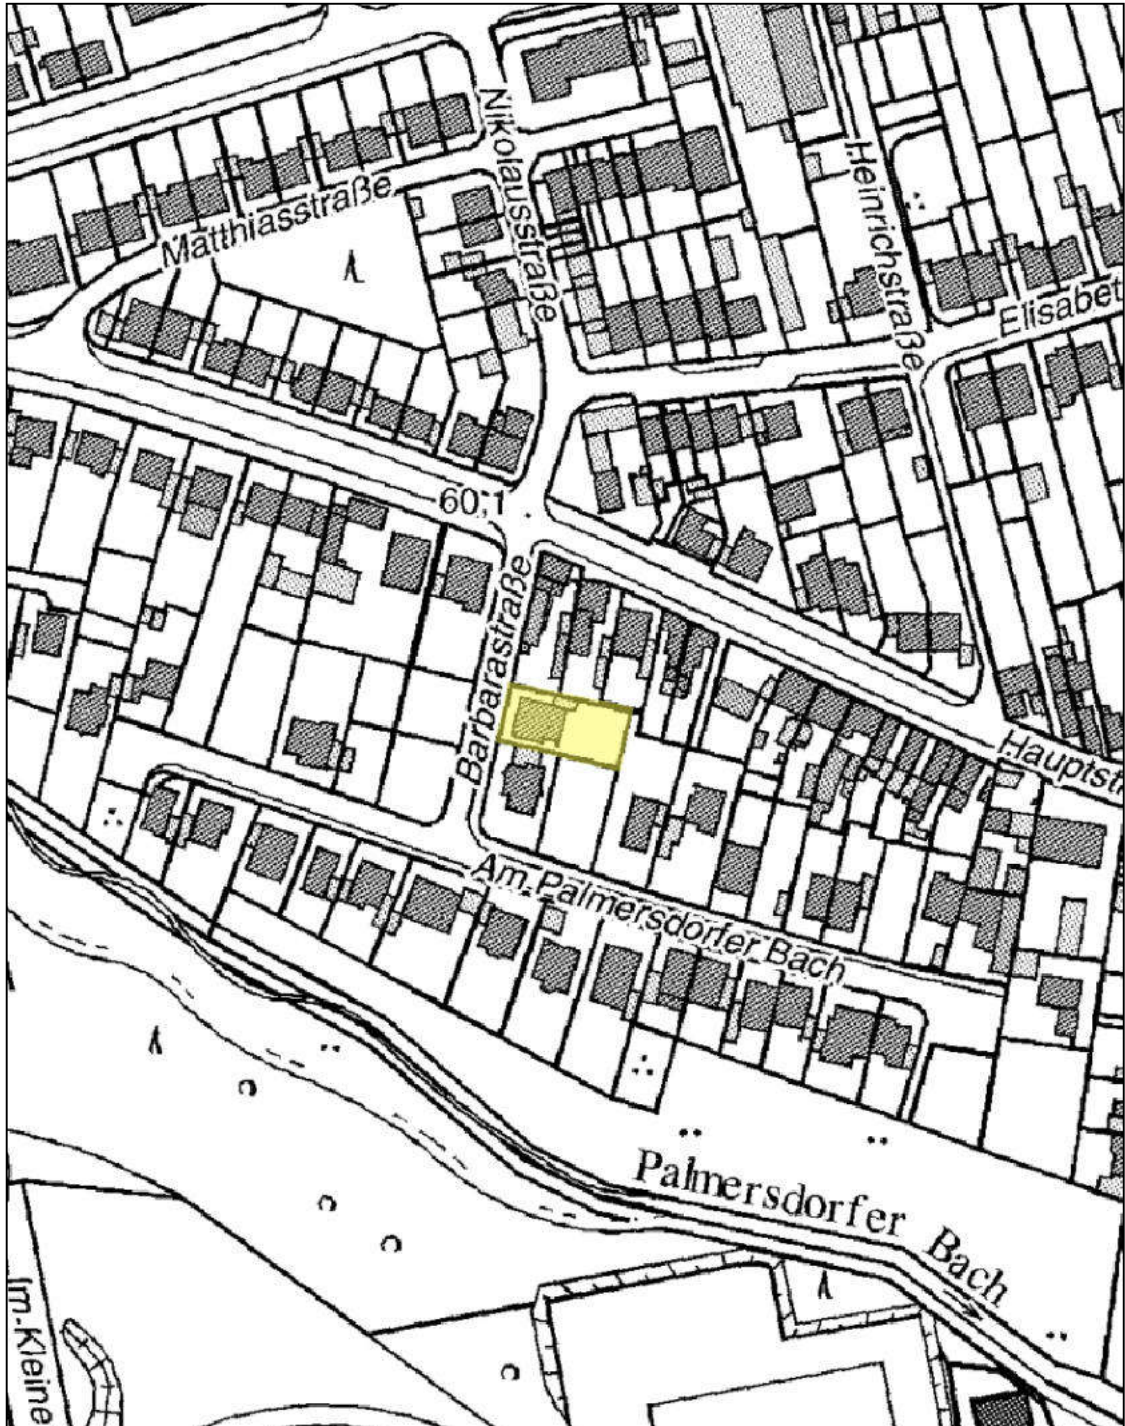 Nikolausstraße
Heinrichstraße
Matthiasstraße
Elisabet
60,1
Barbarastraße
Hauptst
Am Palmersdorfer Bach
Palmersdorfer Bach
Im-Kleine